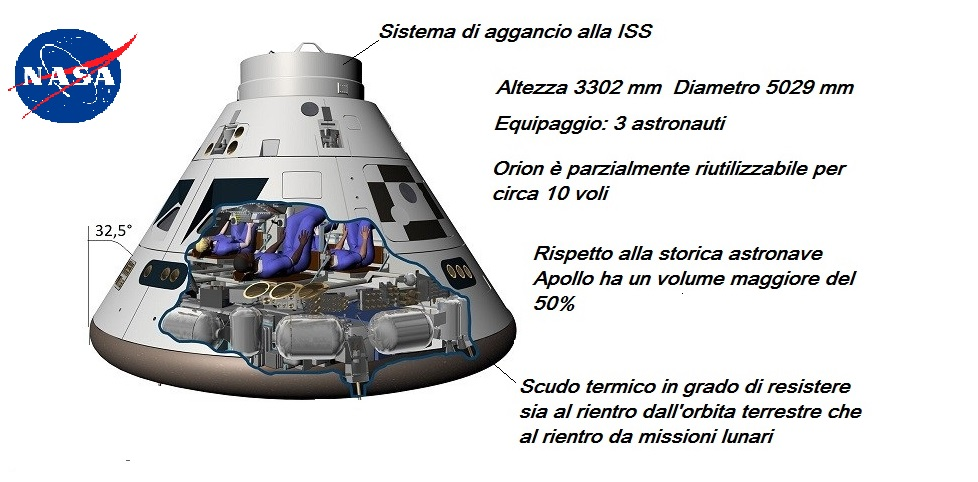 NASA
Sistema di aggancio alla ISS
Altezza 3302 mm  Diametro 5029 mm
Equipaggio: 3 astronauti
Orion è parzialmente riutilizzabile per
circa 10 voli
32,5°
Rispetto alla storica astronave
Apollo ha un volume maggiore del
50%
Scudo termico in grado di resistere
sia al rientro dall'orbita terrestre che
al rientro da missioni lunari